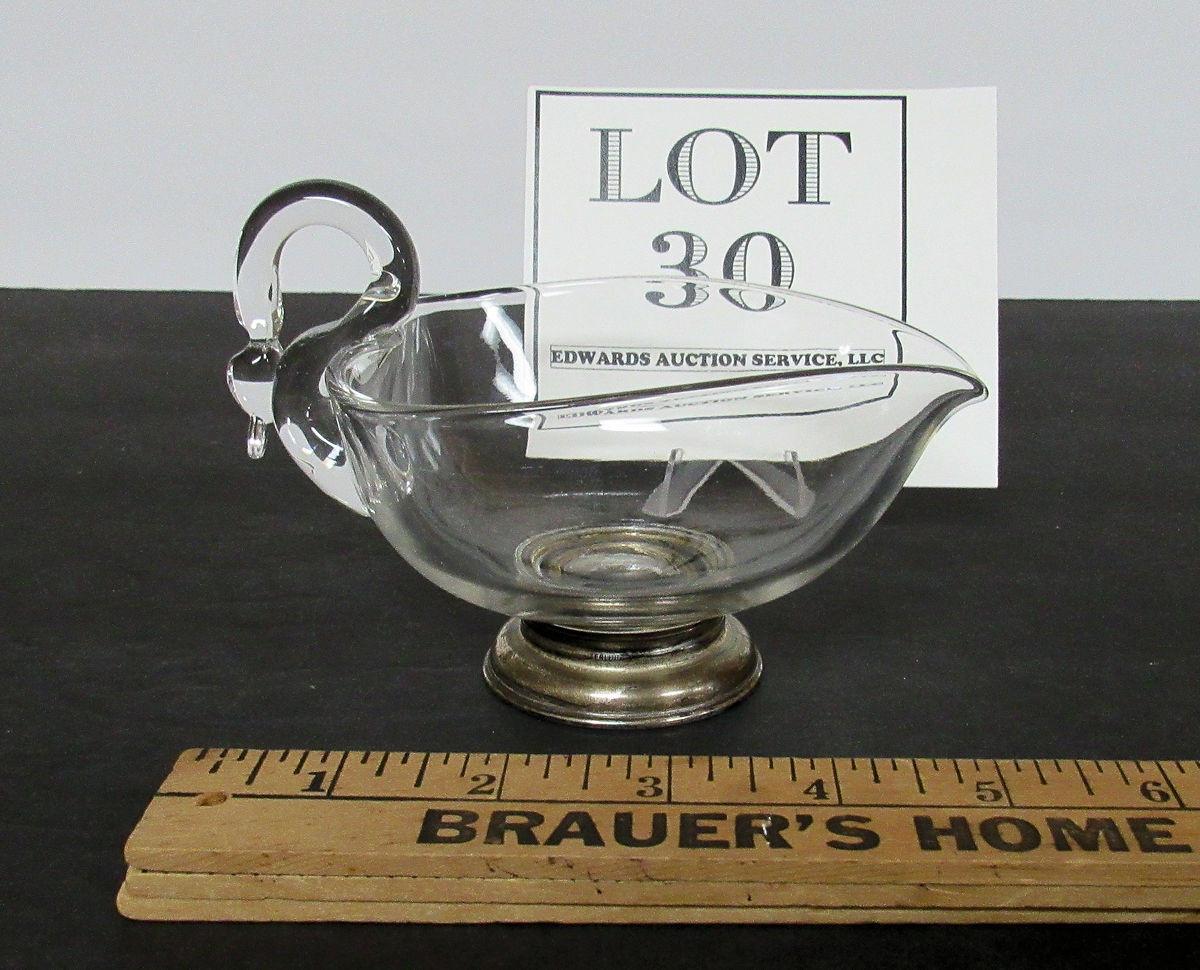 LOT
30
EDWARDS AUCTION SERVICE, LLC
1 2 3 4 5 6
BRAUER'S HOME